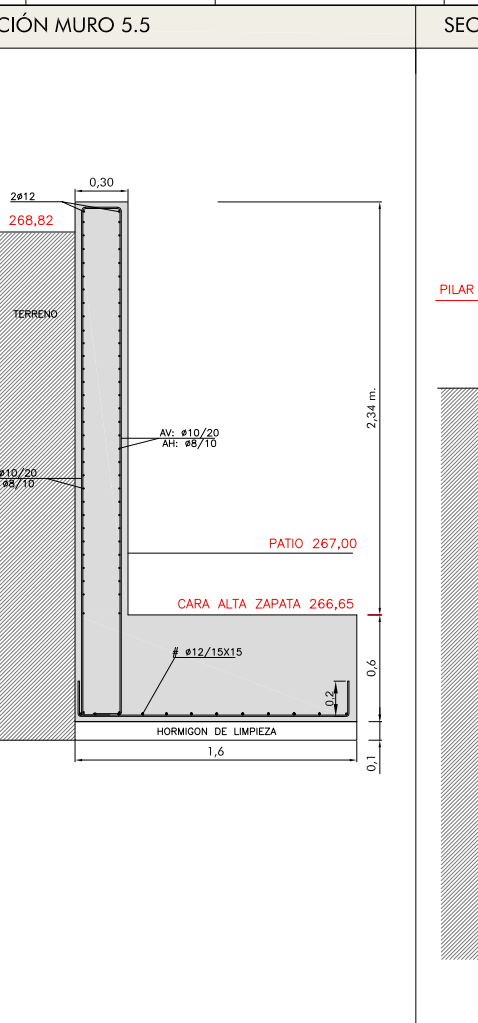 CIÓN MURO 5.5
SEC
0,30
2ø12
268,82
TERRENO
PILAR
2,34 m.
AV: ø10/20
AH: ø8/10
ø10/20
ø8/10
PATIO 267,00
CARA ALTA ZAPATA 266,65
# ø12/15X15
0,6
0,2
HORMIGON DE LIMPIEZA
1,6
0,1